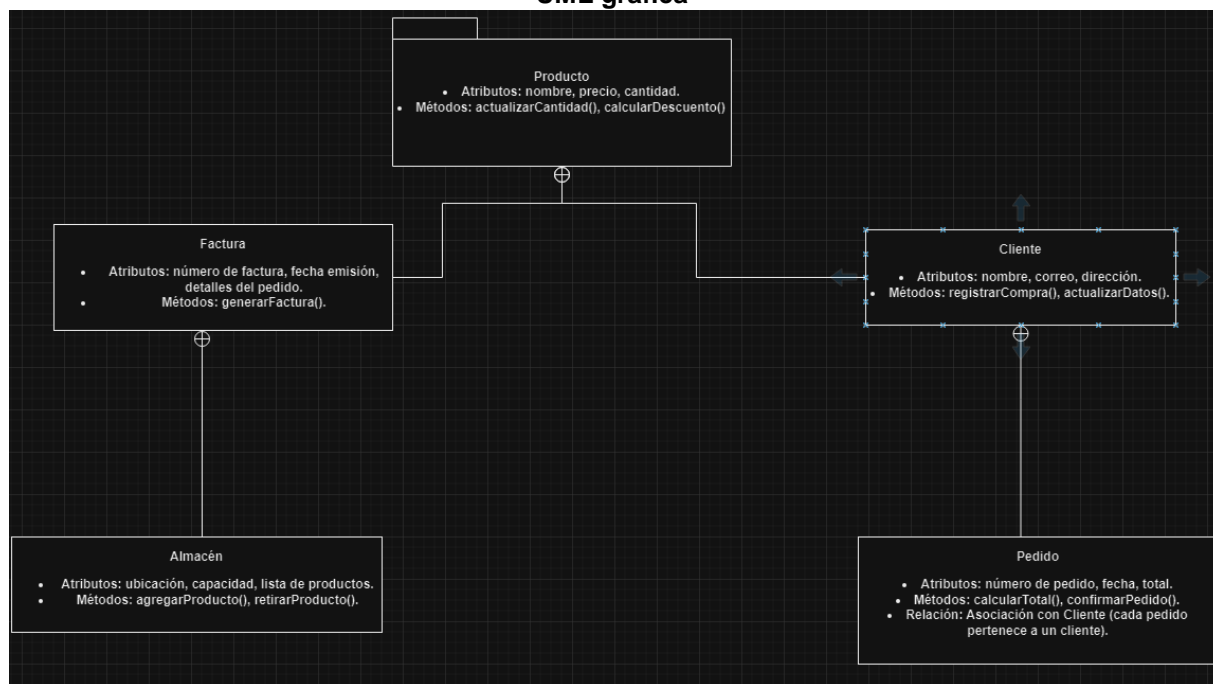 UML gráfica
Producto
• Atributos: nombre, precio, cantidad.
• Métodos: actualizarCantidad(), calcularDescuento()
Factura
• Atributos: número de factura, fecha emisión,
detalles del pedido.
• Métodos: generarFactura().
Cliente
• Atributos: nombre, correo, dirección.
• Métodos: registrarCompra(), actualizarDatos().
Almacén
• Atributos: ubicación, capacidad, lista de productos.
• Métodos: agregarProducto(), retirarProducto().
Pedido
• Atributos: número de pedido, fecha, total.
• Métodos: calcularTotal(), confirmarPedido().
• Relación: Asociación con Cliente (cada pedido
pertenece a un cliente).